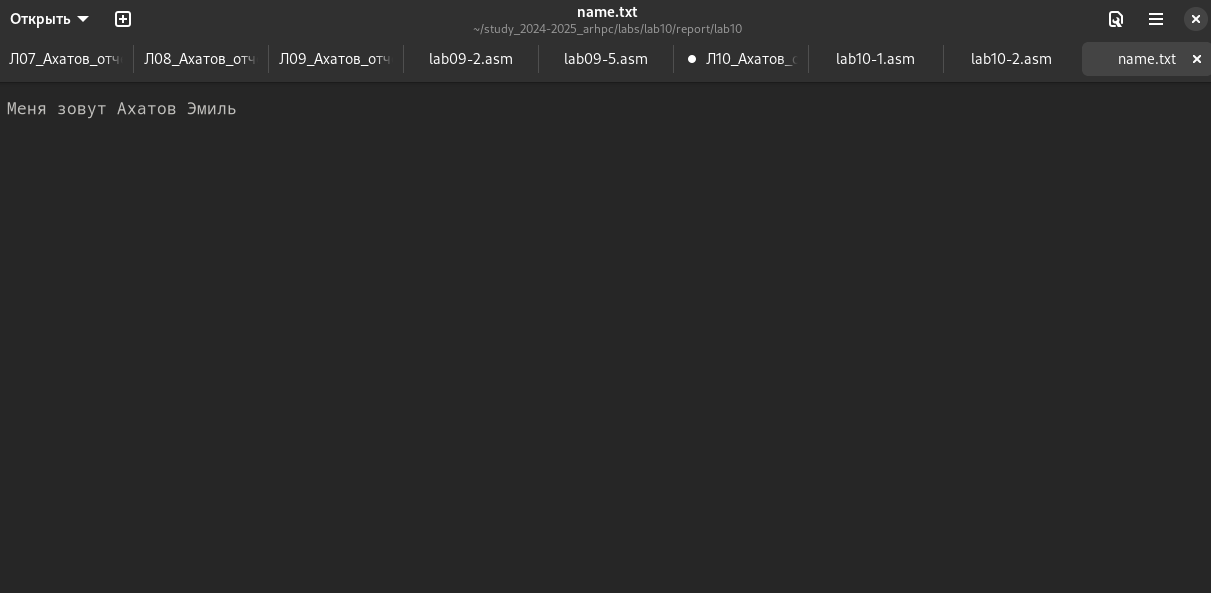 Открыть
name.txt
~/study_2024-2025_arhpc/labs/lab10/report/lab10
Л07_Ахатов_отч
Л08_Ахатов_отч
Л09_Ахатов_отч
lab09-2.asm
lab09-5.asm
Л10_Ахатов_
lab10-1.asm
lab10-2.asm
name.txt
Меня зовут Ахатов Эмиль